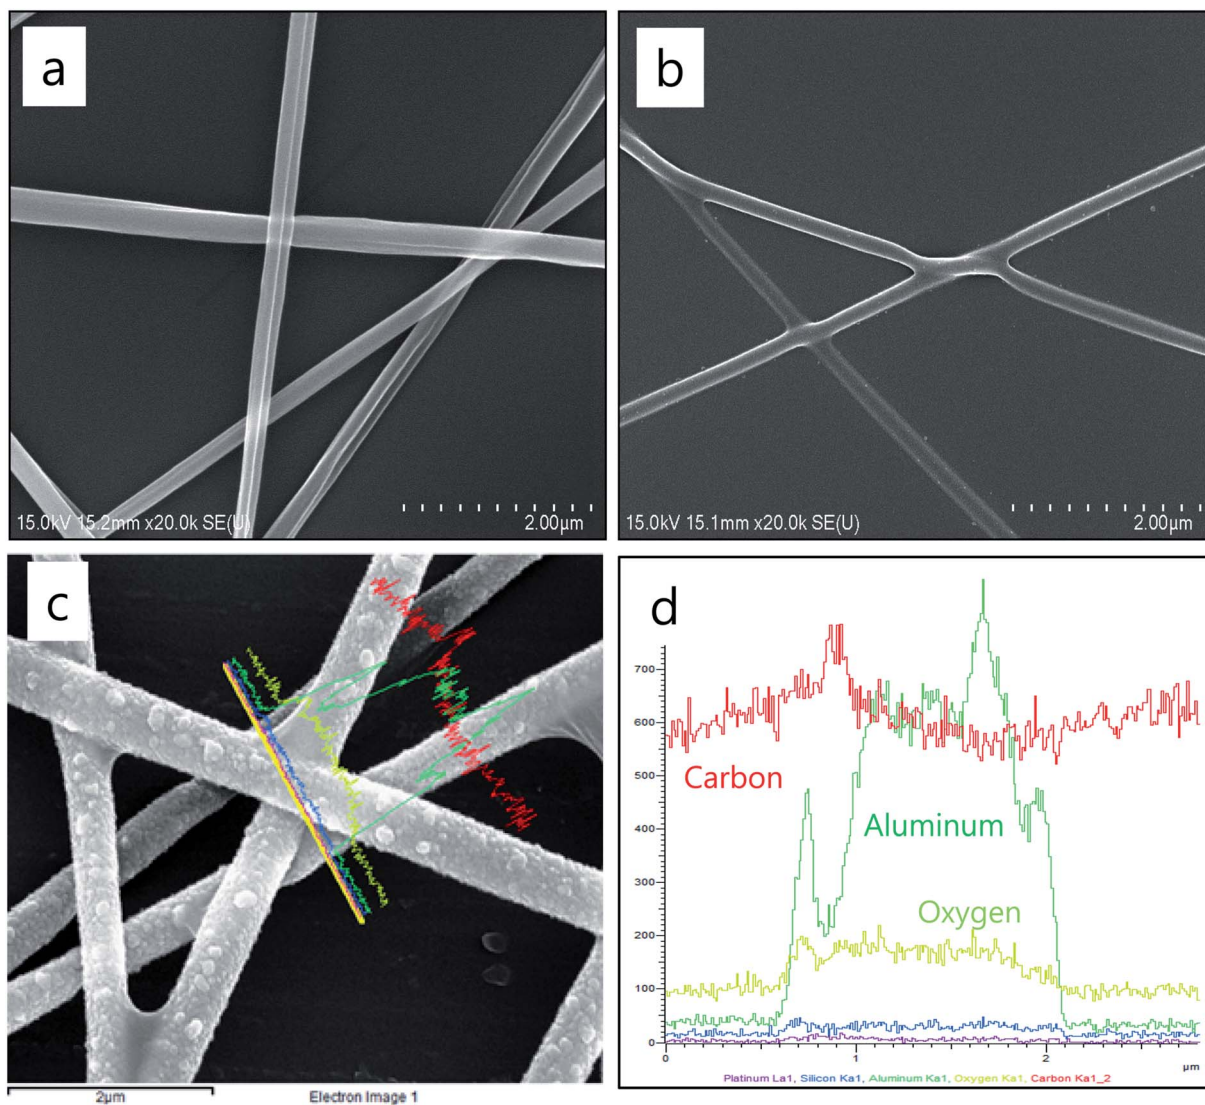 a
15.0kV 15.2mm x20.0k SE(U)
2.00µm
b
15.0kV 15.1mm x20.0k SE(U)
2.00µm
c
2µm
Electron Image 1
d
700
600
500
400
300
200
100
0
Carbon
Aluminum
Oxygen
0 1 2
µm
Platinum La1, Silicon Ka1, Aluminum Ka1, Oxygen Ka1, Carbon Ka1_2